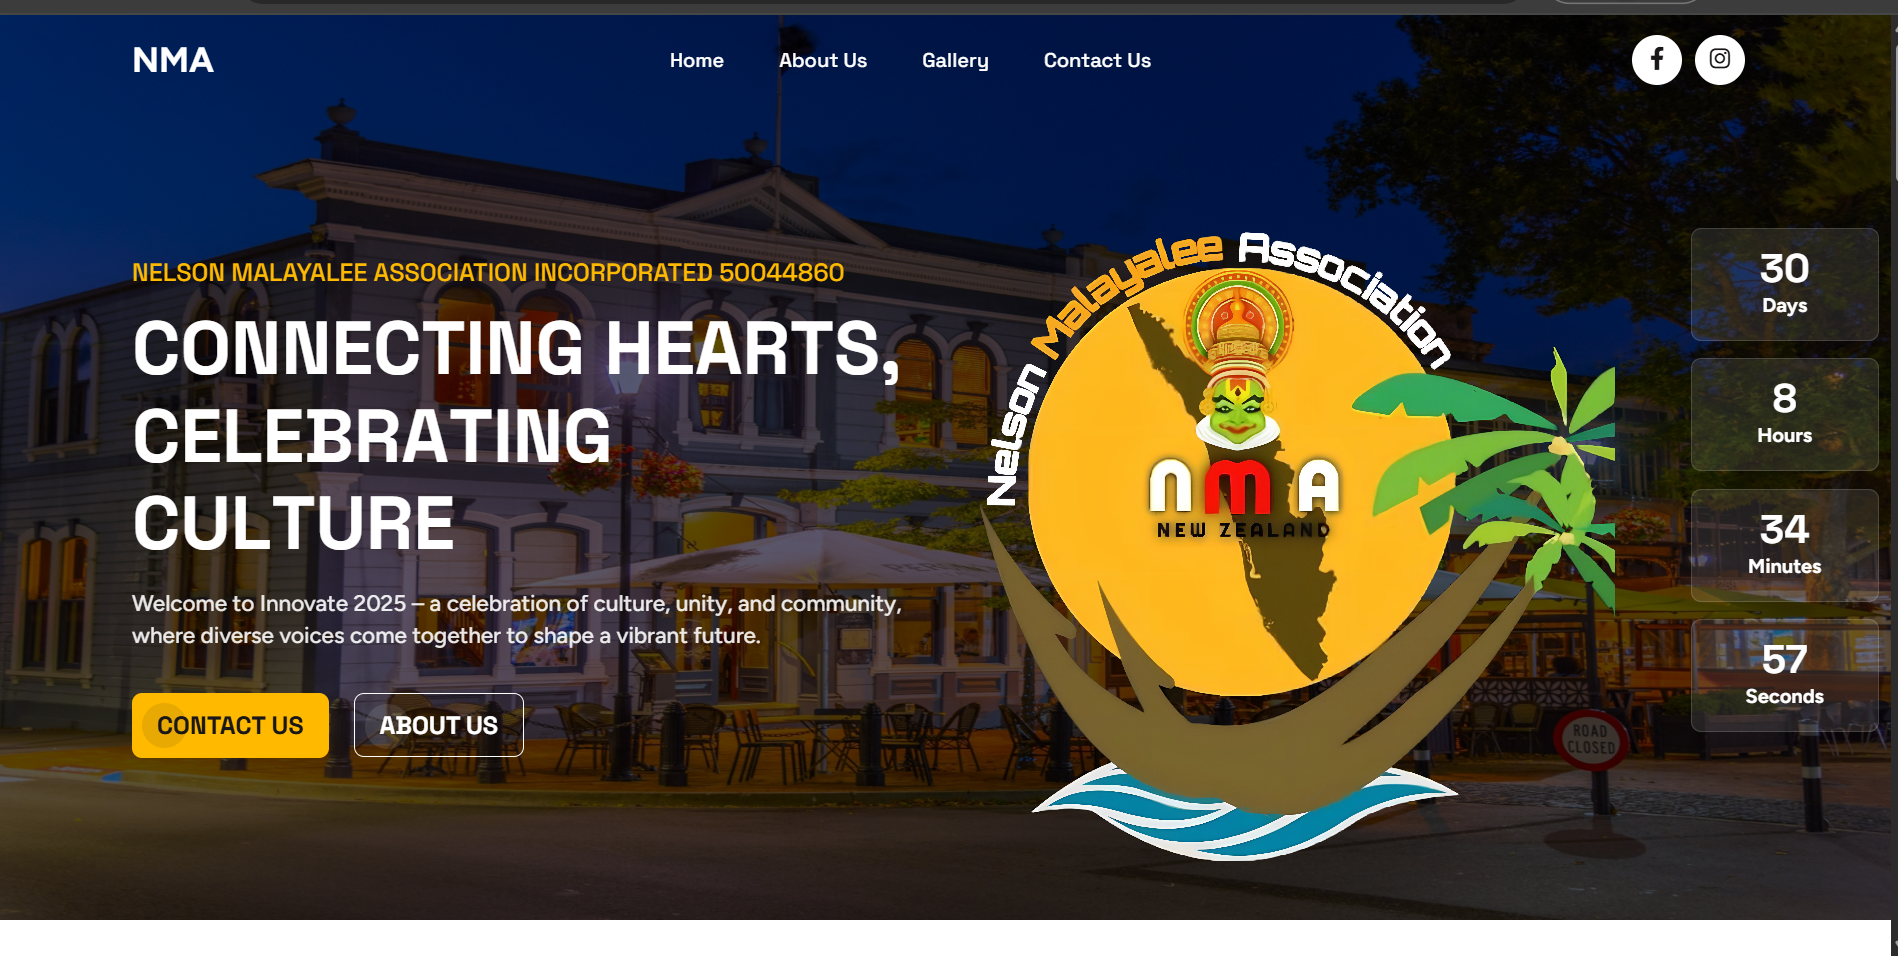 NMA
Home
About Us
Gallery
Contact Us
NELSON MALAYALEE ASSOCIATION INCORPORATED 50044860
CONNECTING HEARTS,
CELEBRATING
CULTURE
Welcome to Innovate 2025 – a celebration of culture, unity, and community,
where diverse voices come together to shape a vibrant future.
CONTACT US
ABOUT US
Nelson Malayalee Association
nmA
NEW ZEALAND
30
Days
8
Hours
34
Minutes
57
Seconds
ROAD
CLOSED